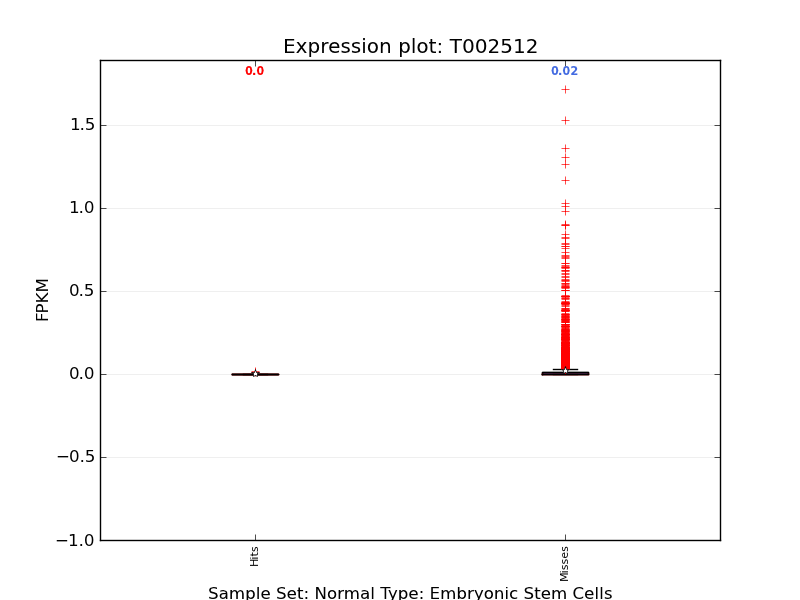 Expression plot: T002512
0.0
0.02
1.5
1.0
0.5
0.0
−0.5
−1.0
FPKM
Hits
Misses
Sample Set: Normal Type: Embryonic Stem Cells